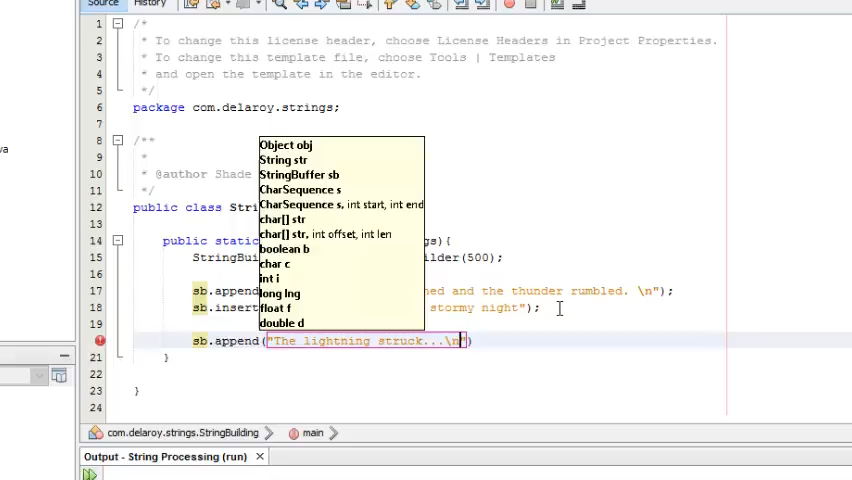 Source History
1 /*
2 * To change this license header, choose License Headers in Project Properties.
3 * To change this template file, choose Tools | Templates
4 * and open the template in the editor.
5 */
6 package com.delaroy.strings;
7
8 /**
9 *
10 * @author Shade
11 */
12 public class Stri
13
14 public static gs){
15 StringBui ilder(500);
16
17 sb.append ned and the thunder rumbled. \n");
18 sb.insert stormy night");
19
sb.append("The lightning struck...\n")
21 }
22
23 }
24
Object obj
String str
StringBuffer sb
CharSequence s
CharSequence s, int start, int end
char[] str
char[] str, int offset, int len
boolean b
char c
int i
long lng
float f
double d
va
com.delaroy.strings.StringBuilding main
Output - String Processing (run) ×